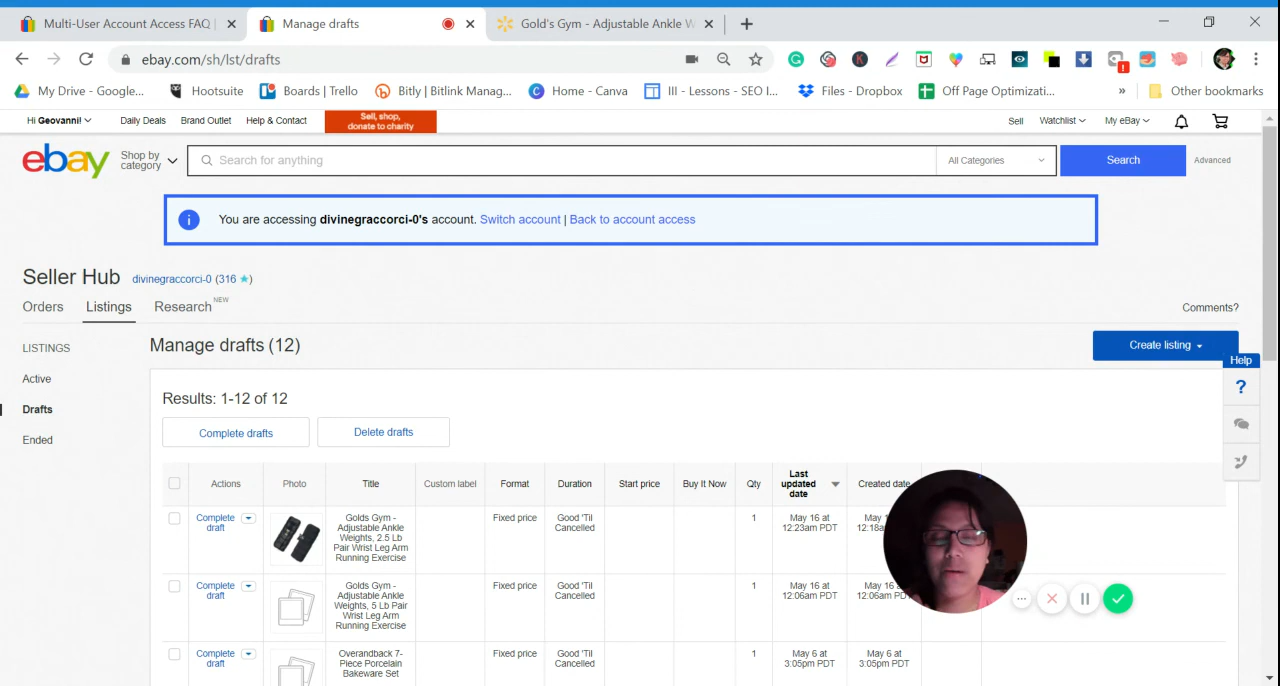 Multi-User Account Access FAQ
Manage drafts
Gold's Gym - Adjustable Ankle W
ebay.com/sh/lst/drafts
My Drive - Google...
Hootsuite
Boards | Trello
Bitly | Bitlink Manag...
Home - Canva
III - Lessons - SEO I...
Files - Dropbox
Off Page Optimizati...
»
Other bookmarks
Hi Geovanni!
Daily Deals
Brand Outlet
Help & Contact
Sell, shop,
donate to charity
Sell
Watchlist
My eBay
ebay
Shop by
category
Search for anything
All Categories
Search
Advanced
You are accessing divinegraccorci-0's account. Switch account | Back to account access
Seller Hub
divinegraccorci-0 (316 ★)
Orders
Listings
Research NEW
Comments?
LISTINGS
Active
Drafts
Ended
Manage drafts (12)
Create listing
Help
?
Results: 1-12 of 12
Complete drafts
Delete drafts
Actions
Photo
Title
Custom label
Format
Duration
Start price
Buy It Now
Qty
Last
updated
date
Created date
Complete
draft
Golds Gym -
Adjustable Ankle
Weights, 2.5 Lb
Pair Wrist Leg Arm
Running Exercise
Fixed price
Good 'Til
Cancelled
1
May 16 at
12:23am PDT
May 1
12:18a
Complete
draft
Golds Gym -
Adjustable Ankle
Weights, 5 Lb Pair
Wrist Leg Arm
Running Exercise
Fixed price
Good 'Til
Cancelled
1
May 16 at
12:06am PDT
May 16 a
12:06am PDT
Complete
draft
Overandback 7-
Piece Porcelain
Bakeware Set
Fixed price
Good 'Til
Cancelled
1
May 6 at
3:05pm PDT
May 6 at
3:05pm PDT